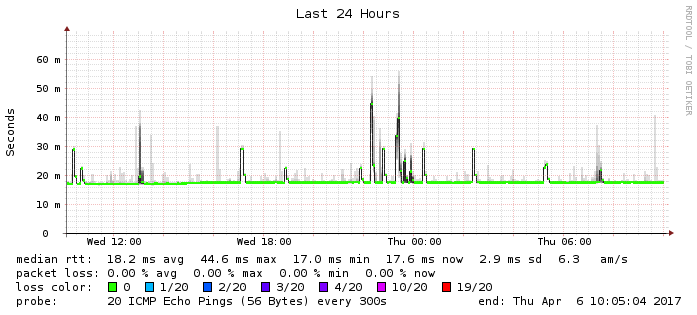 Last 24 Hours
RRDTOOL / TOBI OETIKER
Seconds
60 m
50 m
40 m
30 m
20 m
10 m
0
Wed 12:00 Wed 18:00 Thu 00:00 Thu 06:00
median rtt: 18.2 ms avg 44.6 ms max 17.0 ms min 17.6 ms now 2.9 ms sd 6.3 am/s
packet loss: 0.00 % avg 0.00 % max 0.00 % min 0.00 % now
loss color: 0 1/20 2/20 3/20 4/20 10/20 19/20
probe: 20 ICMP Echo Pings (56 Bytes) every 300s end: Thu Apr 6 10:05:04 2017